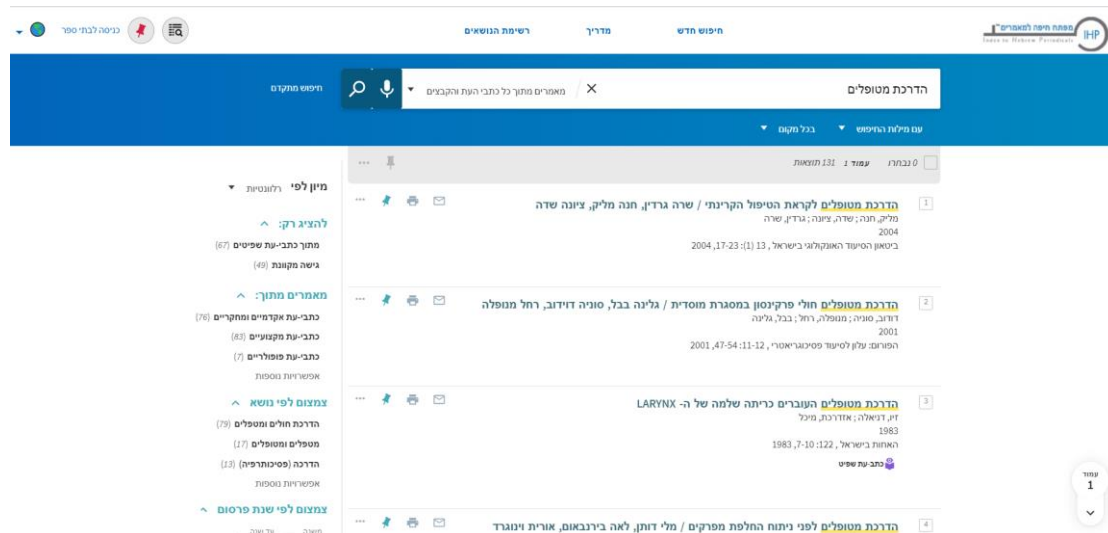 מפתח חיפה למאמרים
Index to Hebrew Periodicals
IHP
חיפוש חדש
מדריך
רשימת הנושאים
כניסה לבתי ספר
הדרכת מטופלים
מאמרים מתוך כל כתבי העת והקבצים
חיפוש מתקדם
עם מילות החיפוש
בכל מקום
0 נבחרו עמוד 1 131 תוצאות
1
הדרכת מטופלים לקראת הטיפול הקרינתי / שרה גרדין, חנה מליק, ציונה שדה
מליק, חנה ; שדה, ציונה ; גרדין, שרה
2004
ביטאון הסיעוד האונקולוגי בישראל , 13 (1): 17-23, 2004
2
הדרכת מטופלים חולי פרקינסון במסגרת מוסדית / גלינה בבל, סוניה דוידוב, רחל מנופלה
דודוב, סוניה ; מנופלה, רחל ; בבל, גלינה
2001
הפורום: עלון לסיעוד פסיכוגריאטרי , 11-12: 47-54, 2001
3
הדרכת מטופלים העוברים כריתה שלמה של ה- LARYNX
זיו, דניאלה ; אזדרכת, מיכל
1983
האחות בישראל , 122: 7-10, 1983
כתב-עת שפיט
4
הדרכת מטופלים לפני ניתוח החלפת מפרקים / מלי דותן, לאה בירנבאום, אורית וינוגרד
מיון לפי רלוונטיות
להציג רק:
מתוך כתבי-עת שפיטים (67)
גישה מקוונת (49)
מאמרים מתוך:
כתבי-עת אקדמיים ומחקריים (76)
כתבי-עת מקצועיים (83)
כתבי-עת פופולריים (7)
אפשרויות נוספות
צמצום לפי נושא
הדרכת חולים ומטפלים (79)
מטפלים ומטופלים (17)
הדרכה (פסיכותרפיה) (13)
אפשרויות נוספות
צמצום לפי שנת פרסום
עמוד
1